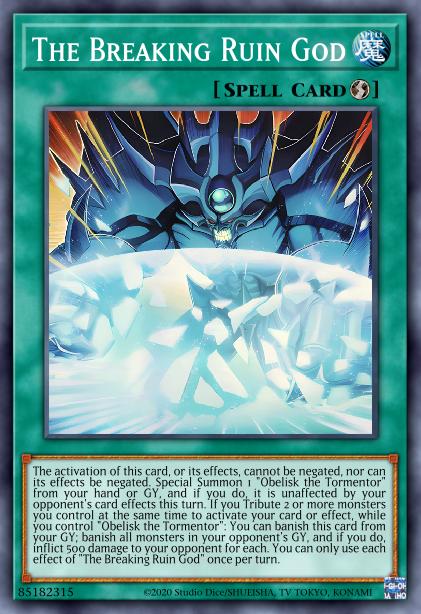 The Breaking Ruin God
SPELL
魔
[Spell Card]
The activation of this card, or its effects, cannot be negated, nor can
its effects be negated. Special Summon 1 "Obelisk the Tormentor"
from your hand or GY, and if you do, it is unaffected by your
opponent's card effects this turn. If you Tribute 2 or more monsters
you control at the same time to activate your card or effect, while
you control "Obelisk the Tormentor": You can banish this card from
your GY; banish all monsters in your opponent's GY, and if you do,
inflict 500 damage to your opponent for each. You can only use each
effect of "The Breaking Ruin God" once per turn.
85182315 ©2020 Studio Dice/SHUEISHA, TV TOKYO, KONAMI